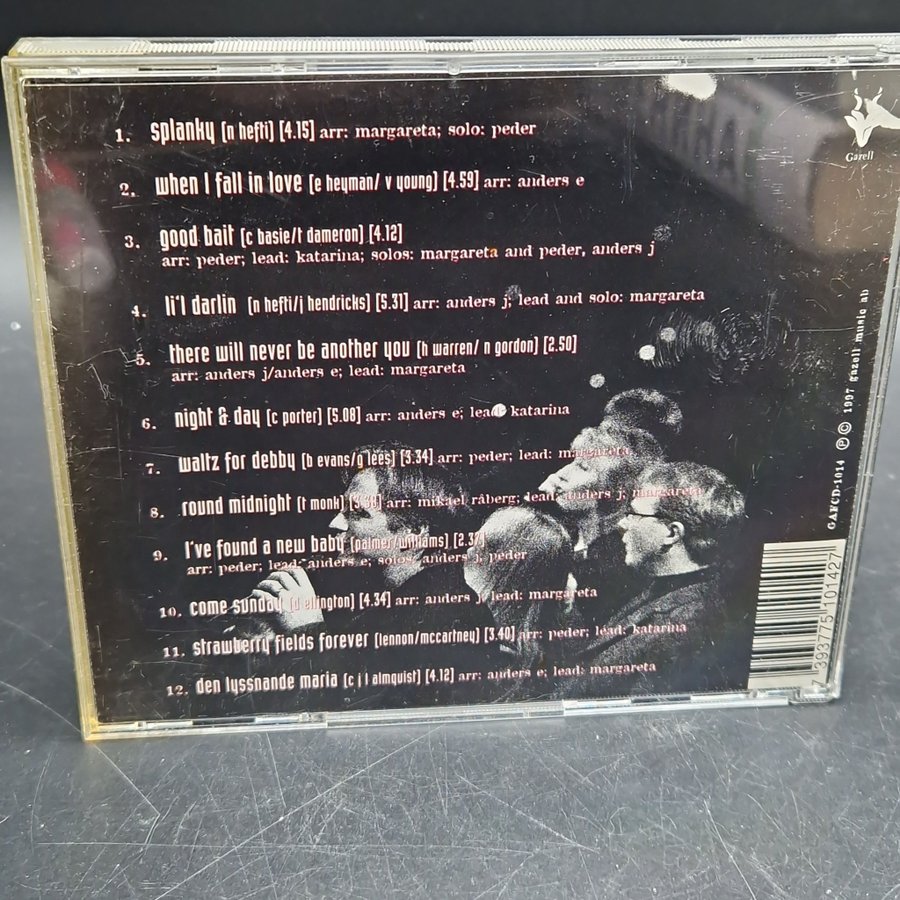 1. splanky (n hefti) [4.15] arr: margareta; solo: peder
2. when I fall in love (e heyman/ v young) [4.59] arr: anders e
3. good bait (c basie/t dameron) [4.12]
arr: peder; lead: katarina; solos: margareta and peder, anders j
4. li'l darlin (n hefti/j hendricks) [5.31] arr: anders j; lead and solo: margareta
5. there will never be another you (h warren/ n gordon) [2.50]
arr: anders j/anders e; lead: margareta
6. night & day (c porter) [5.08] arr: anders e; lead: katarina
7. waltz for debby (b evans/g lees) [3.34] arr: peder; lead: margareta
8. round midnight (t monk) arr: mikael råberg; lead: anders j, margareta
9. I've found a new baby (palmer/williams) [2.37]
arr: peder; lead: anders e; solos: anders j, peder
10. come sunday (d ellington) [4.34] arr: anders j lead: margareta
11. strawberry fields forever (lennon/mccartney) [3.40] arr: peder; lead: katarina
12. den lyssnande maria (c j l almquist) [4.12] arr: anders e; lead: margareta
Gazell
GAFCD-1014 ℗ © 1997 gazell music ab
7 393775 101427